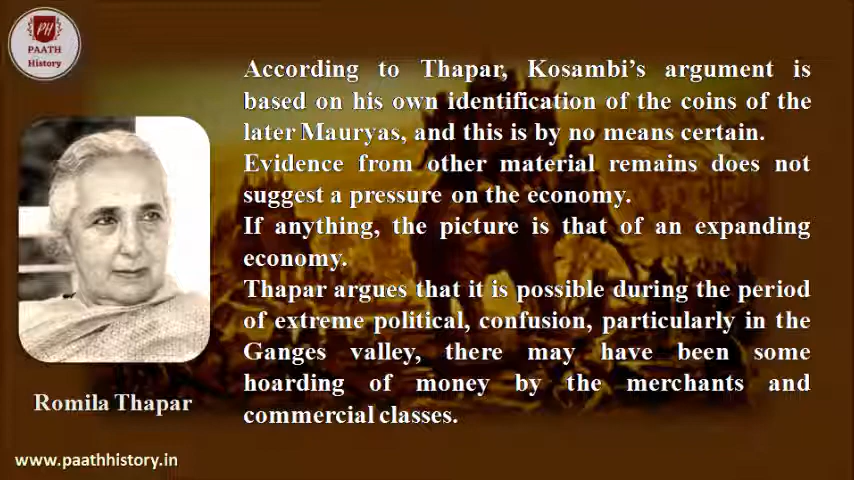 PH
PAATH
History
According to Thapar, Kosambi's argument is
based on his own identification of the coins of the
later Mauryas, and this is by no means certain.
Evidence from other material remains does not
suggest a pressure on the economy.
If anything, the picture is that of an expanding
economy.
Thapar argues that it is possible during the period
of extreme political, confusion, particularly in the
Ganges valley, there may have been some
hoarding of money by the merchants and
commercial classes.
Romila Thapar
www.paathhistory.in